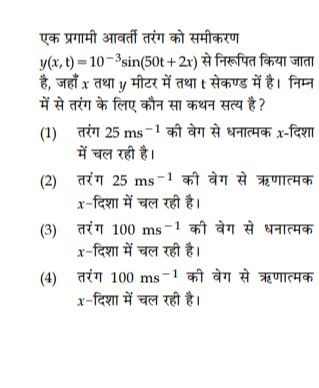 एक प्रगामी आवर्ती तरंग को समीकरण
y(x, t) = 10⁻³sin(50t + 2x) से निरूपित किया जाता
है, जहाँ x तथा y मीटर में तथा t सेकण्ड में है। निम्न
में से तरंग के लिए कौन सा कथन सत्य है ?
(1) तरंग 25 ms⁻¹ की वेग से धनात्मक x-दिशा
में चल रही है।
(2) तरंग 25 ms⁻¹ की वेग से ऋणात्मक
x-दिशा में चल रही है।
(3) तरंग 100 ms⁻¹ की वेग से धनात्मक
x-दिशा में चल रही है।
(4) तरंग 100 ms⁻¹ की वेग से ऋणात्मक
x-दिशा में चल रही है।